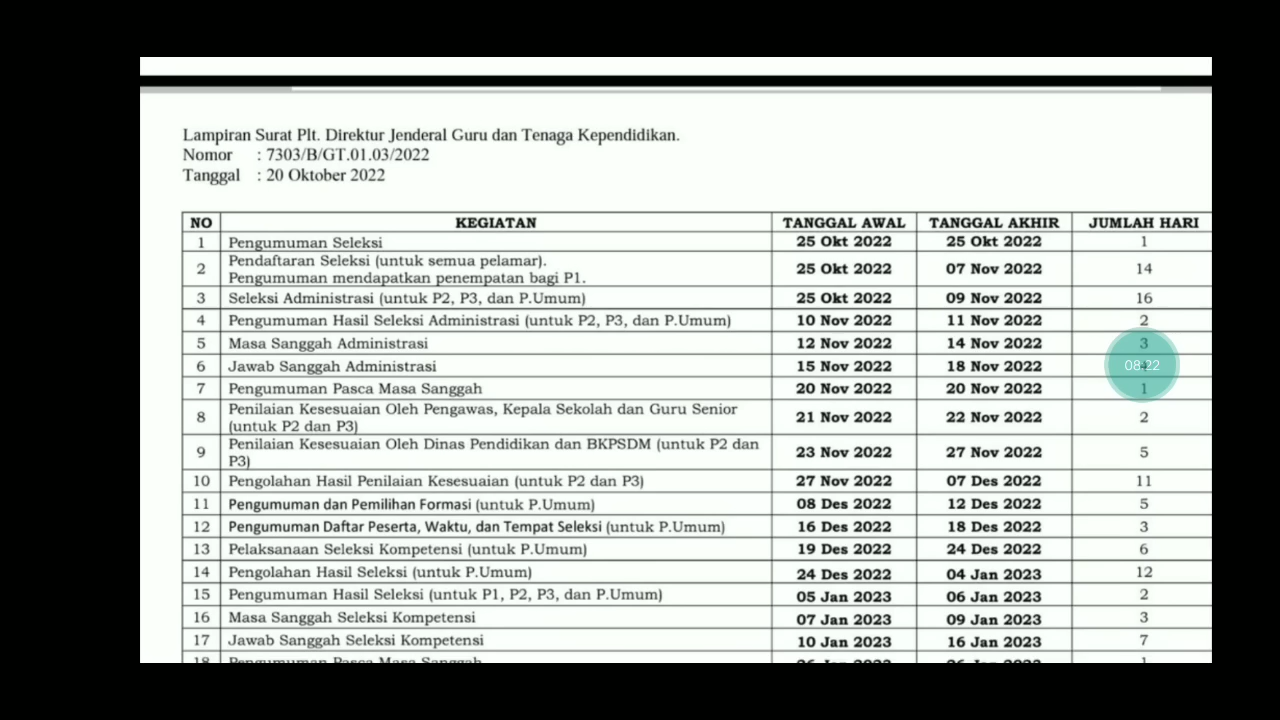 Lampiran Surat Plt. Direktur Jenderal Guru dan Tenaga Kependidikan.
Nomor : 7303/B/GT.01.03/2022
Tanggal : 20 Oktober 2022
NO KEGIATAN TANGGAL AWAL TANGGAL AKHIR JUMLAH HARI
1 Pengumuman Seleksi 25 Okt 2022 25 Okt 2022 1
2 Pendaftaran Seleksi (untuk semua pelamar).
Pengumuman mendapatkan penempatan bagi P1. 25 Okt 2022 07 Nov 2022 14
3 Seleksi Administrasi (untuk P2, P3, dan P.Umum) 25 Okt 2022 09 Nov 2022 16
4 Pengumuman Hasil Seleksi Administrasi (untuk P2, P3, dan P.Umum) 10 Nov 2022 11 Nov 2022 2
5 Masa Sanggah Administrasi 12 Nov 2022 14 Nov 2022 3
6 Jawab Sanggah Administrasi 15 Nov 2022 18 Nov 2022
08:22
7 Pengumuman Pasca Masa Sanggah 20 Nov 2022 20 Nov 2022 1
8 Penilaian Kesesuaian Oleh Pengawas, Kepala Sekolah dan Guru Senior
(untuk P2 dan P3) 21 Nov 2022 22 Nov 2022 2
9 Penilaian Kesesuaian Oleh Dinas Pendidikan dan BKPSDM (untuk P2 dan
P3) 23 Nov 2022 27 Nov 2022 5
10 Pengolahan Hasil Penilaian Kesesuaian (untuk P2 dan P3) 27 Nov 2022 07 Des 2022 11
11 Pengumuman dan Pemilihan Formasi (untuk P.Umum) 08 Des 2022 12 Des 2022 5
12 Pengumuman Daftar Peserta, Waktu, dan Tempat Seleksi (untuk P.Umum) 16 Des 2022 18 Des 2022 3
13 Pelaksanaan Seleksi Kompetensi (untuk P.Umum) 19 Des 2022 24 Des 2022 6
14 Pengolahan Hasil Seleksi (untuk P.Umum) 24 Des 2022 04 Jan 2023 12
15 Pengumuman Hasil Seleksi (untuk P1, P2, P3, dan P.Umum) 05 Jan 2023 06 Jan 2023 2
16 Masa Sanggah Seleksi Kompetensi 07 Jan 2023 09 Jan 2023 3
17 Jawab Sanggah Seleksi Kompetensi 10 Jan 2023 16 Jan 2023 7
18 Pengumuman Pasca Masa Sanggah